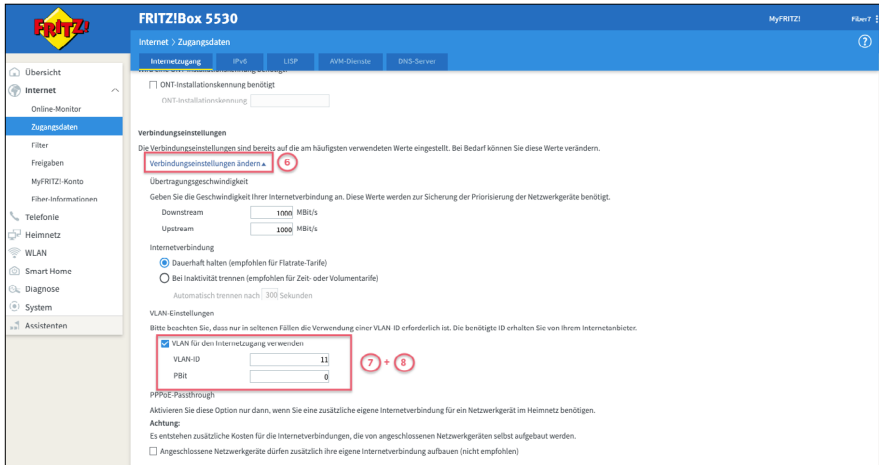 FRITZ!
FRITZ!Box 5530
MyFRITZ!
Fiber7
Internet > Zugangsdaten
?
Internetzugang
IPv6
LISP
AVM-Dienste
DNS-Server
Übersicht
Internet
Online-Monitor
Zugangsdaten
Filter
Freigaben
MyFRITZ!-Konto
Fiber-Informationen
Telefonie
Heimnetz
WLAN
Smart Home
Diagnose
System
Assistenten
Wird eine ONT-Installationskennung benötigt?
ONT-Installationskennung benötigt
ONT-Installationskennung
Verbindungseinstellungen
Die Verbindungseinstellungen sind bereits auf die am häufigsten verwendeten Werte eingestellt. Bei Bedarf können Sie diese Werte verändern.
Verbindungseinstellungen ändern 6
Übertragungsgeschwindigkeit
Geben Sie die Geschwindigkeit Ihrer Internetverbindung an. Diese Werte werden zur Sicherung der Priorisierung der Netzwerkgeräte benötigt.
Downstream 1000 MBit/s
Upstream 1000 MBit/s
Internetverbindung
Dauerhaft halten (empfohlen für Flatrate-Tarife)
Bei Inaktivität trennen (empfohlen für Zeit- oder Volumentarife)
Automatisch trennen nach 300 Sekunden
VLAN-Einstellungen
Bitte beachten Sie, dass nur in seltenen Fällen die Verwendung einer VLAN-ID erforderlich ist. Die benötigte ID erhalten Sie von Ihrem Internetanbieter.
VLAN für den Internetzugang verwenden
VLAN-ID 11
7 + 8
PBit 0
PPPoE-Passthrough
Aktivieren Sie diese Option nur dann, wenn Sie eine zusätzliche eigene Internetverbindung für ein Netzwerkgerät im Heimnetz benötigen.
Achtung:
Es entstehen zusätzliche Kosten für die Internetverbindungen, die von angeschlossenen Netzwerkgeräten selbst aufgebaut werden.
Angeschlossene Netzwerkgeräte dürfen zusätzlich ihre eigene Internetverbindung aufbauen (nicht empfohlen)